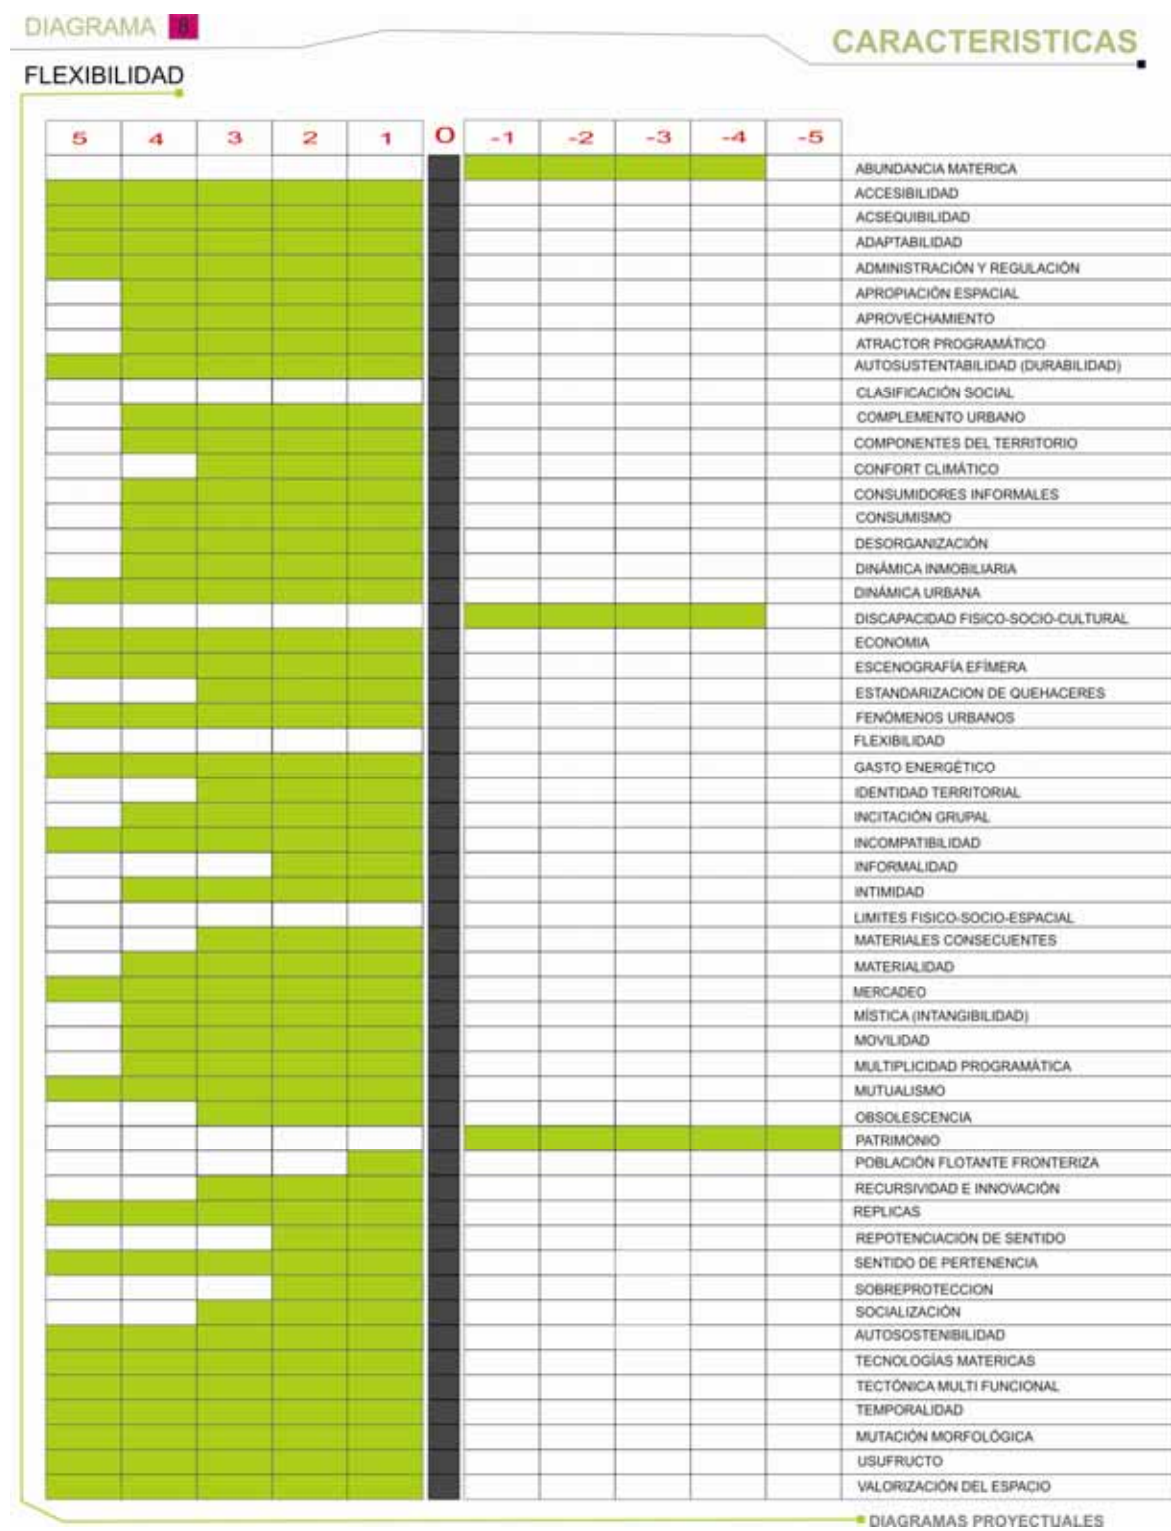 DIAGRAMA 8
CARACTERISTICAS
FLEXIBILIDAD
5 4 3 2 1 0 -1 -2 -3 -4 -5
ABUNDANCIA MATERICA
ACCESIBILIDAD
ACSEQUIBILIDAD
ADAPTABILIDAD
ADMINISTRACIÓN Y REGULACIÓN
APROPIACIÓN ESPACIAL
APROVECHAMIENTO
ATRACTOR PROGRAMÁTICO
AUTOSUSTENTABILIDAD (DURABILIDAD)
CLASIFICACIÓN SOCIAL
COMPLEMENTO URBANO
COMPONENTES DEL TERRITORIO
CONFORT CLIMÁTICO
CONSUMIDORES INFORMALES
CONSUMISMO
DESORGANIZACIÓN
DINÁMICA INMOBILIARIA
DINÁMICA URBANA
DISCAPACIDAD FISICO-SOCIO-CULTURAL
ECONOMIA
ESCENOGRAFÍA EFÍMERA
ESTANDARIZACION DE QUEHACERES
FENÓMENOS URBANOS
FLEXIBILIDAD
GASTO ENERGÉTICO
IDENTIDAD TERRITORIAL
INCITACIÓN GRUPAL
INCOMPATIBILIDAD
INFORMALIDAD
INTIMIDAD
LIMITES FISICO-SOCIO-ESPACIAL
MATERIALES CONSECUENTES
MATERIALIDAD
MERCADEO
MÍSTICA (INTANGIBILIDAD)
MOVILIDAD
MULTIPLICIDAD PROGRAMÁTICA
MUTUALISMO
OBSOLESCENCIA
PATRIMONIO
POBLACIÓN FLOTANTE FRONTERIZA
RECURSIVIDAD E INNOVACIÓN
REPLICAS
REPOTENCIACION DE SENTIDO
SENTIDO DE PERTENENCIA
SOBREPROTECCION
SOCIALIZACIÓN
AUTOSOSTENIBILIDAD
TECNOLOGÍAS MATERICAS
TECTÓNICA MULTI FUNCIONAL
TEMPORALIDAD
MUTACIÓN MORFOLÓGICA
USUFRUCTO
VALORIZACIÓN DEL ESPACIO
DIAGRAMAS PROYECTUALES